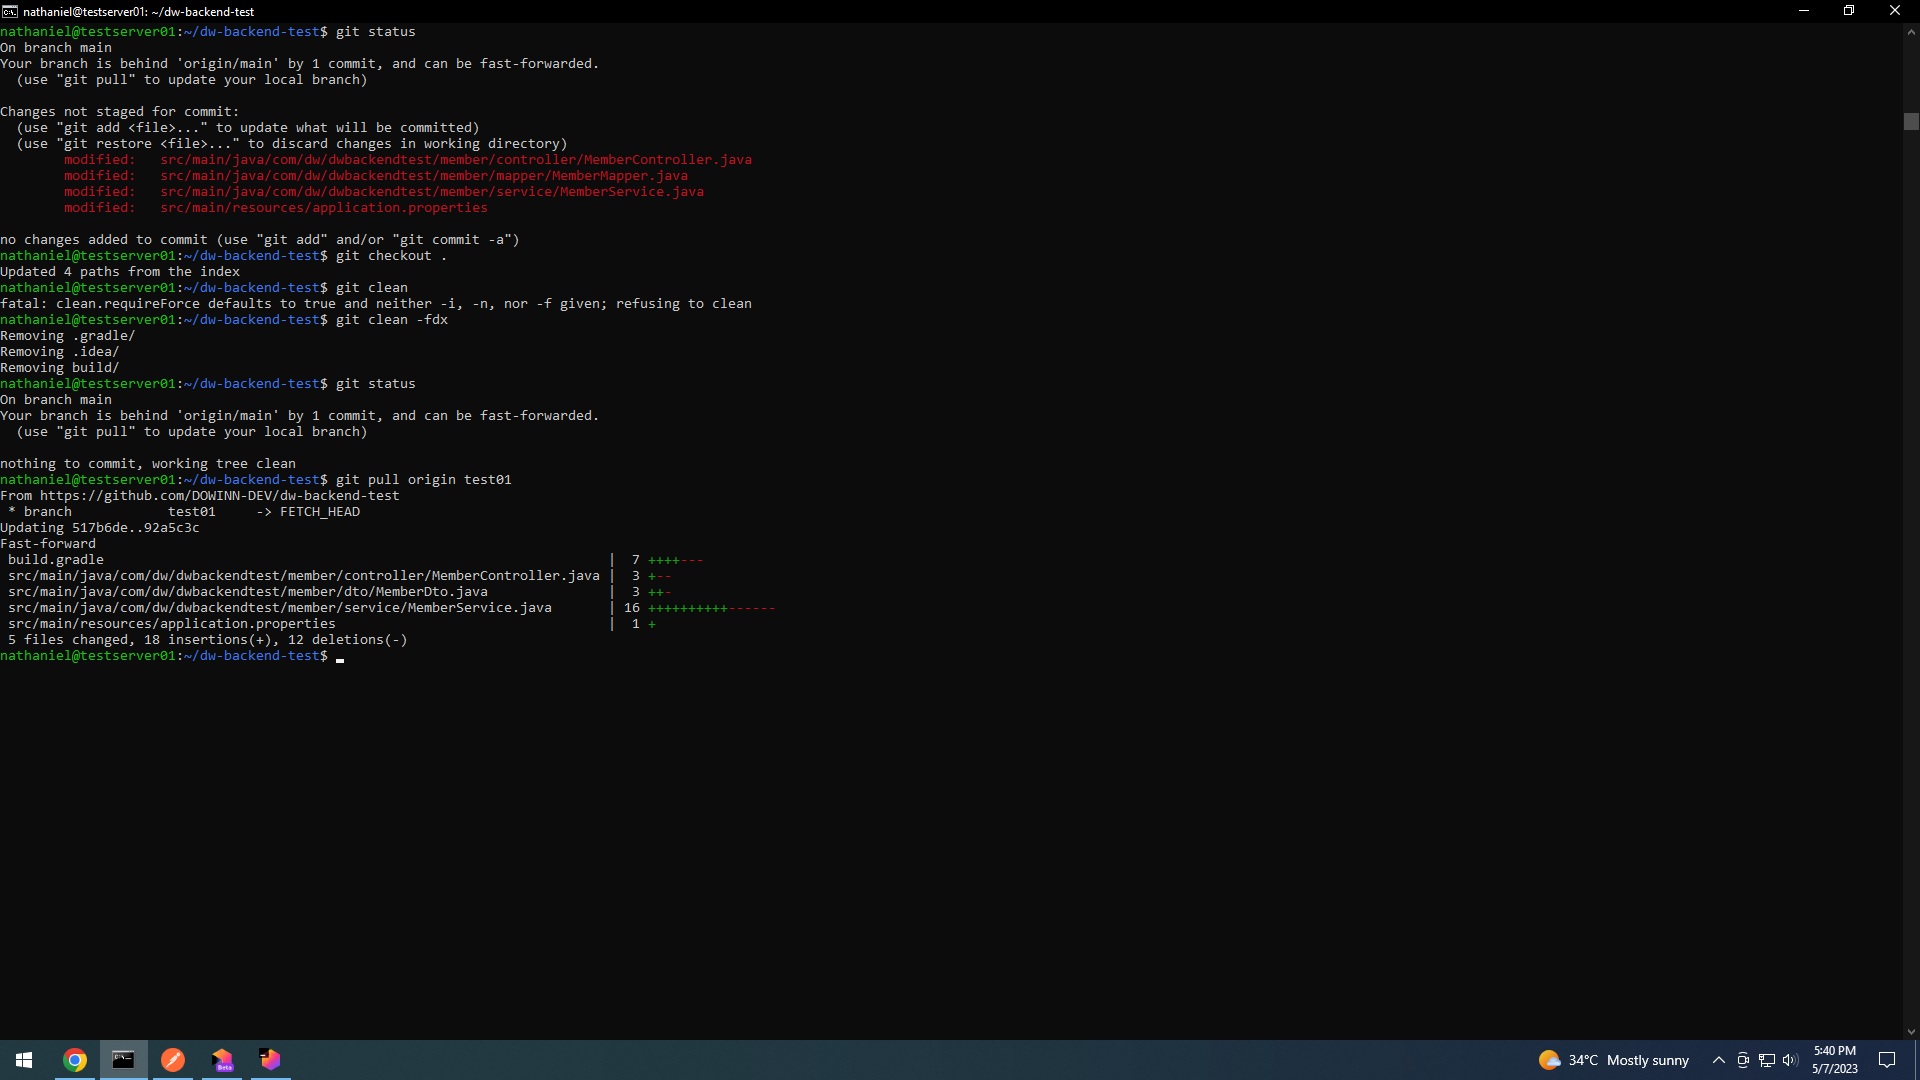 nathaniel@testserver01: ~/dw-backend-test
nathaniel@testserver01:~/dw-backend-test$ git status
On branch main
Your branch is behind 'origin/main' by 1 commit, and can be fast-forwarded.
  (use "git pull" to update your local branch)

Changes not staged for commit:
  (use "git add <file>..." to update what will be committed)
  (use "git restore <file>..." to discard changes in working directory)
        modified:   src/main/java/com/dw/dwbackendtest/member/controller/MemberController.java
        modified:   src/main/java/com/dw/dwbackendtest/member/mapper/MemberMapper.java
        modified:   src/main/java/com/dw/dwbackendtest/member/service/MemberService.java
        modified:   src/main/resources/application.properties

no changes added to commit (use "git add" and/or "git commit -a")
nathaniel@testserver01:~/dw-backend-test$ git checkout .
Updated 4 paths from the index
nathaniel@testserver01:~/dw-backend-test$ git clean
fatal: clean.requireForce defaults to true and neither -i, -n, nor -f given; refusing to clean
nathaniel@testserver01:~/dw-backend-test$ git clean -fdx
Removing .gradle/
Removing .idea/
Removing build/
nathaniel@testserver01:~/dw-backend-test$ git status
On branch main
Your branch is behind 'origin/main' by 1 commit, and can be fast-forwarded.
  (use "git pull" to update your local branch)

nothing to commit, working tree clean
nathaniel@testserver01:~/dw-backend-test$ git pull origin test01
From https://github.com/DOWINN-DEV/dw-backend-test
 * branch            test01     -> FETCH_HEAD
Updating 517b6de..92a5c3c
Fast-forward
 build.gradle                                                               |  7 ++++---
 src/main/java/com/dw/dwbackendtest/member/controller/MemberController.java |  3 +--
 src/main/java/com/dw/dwbackendtest/member/dto/MemberDto.java               |  3 ++-
 src/main/java/com/dw/dwbackendtest/member/service/MemberService.java       | 16 ++++++++++------
 src/main/resources/application.properties                                  |  1 +
 5 files changed, 18 insertions(+), 12 deletions(-)
nathaniel@testserver01:~/dw-backend-test$
Beta
34°C Mostly sunny
5:40 PM
5/7/2023